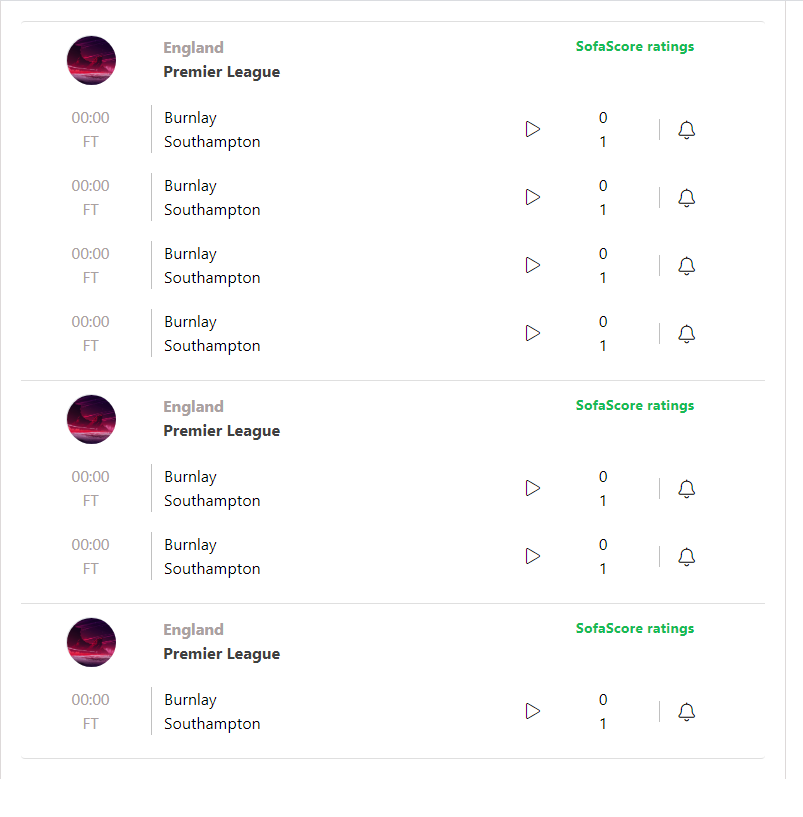 England
SofaScore ratings
Premier League
00:00
Burnlay
0
FT
Southampton
1
00:00
Burnlay
0
FT
Southampton
1
00:00
Burnlay
0
FT
Southampton
1
00:00
Burnlay
0
FT
Southampton
1
England
SofaScore ratings
Premier League
00:00
Burnlay
0
FT
Southampton
1
00:00
Burnlay
0
FT
Southampton
1
England
SofaScore ratings
Premier League
00:00
Burnlay
0
FT
Southampton
1